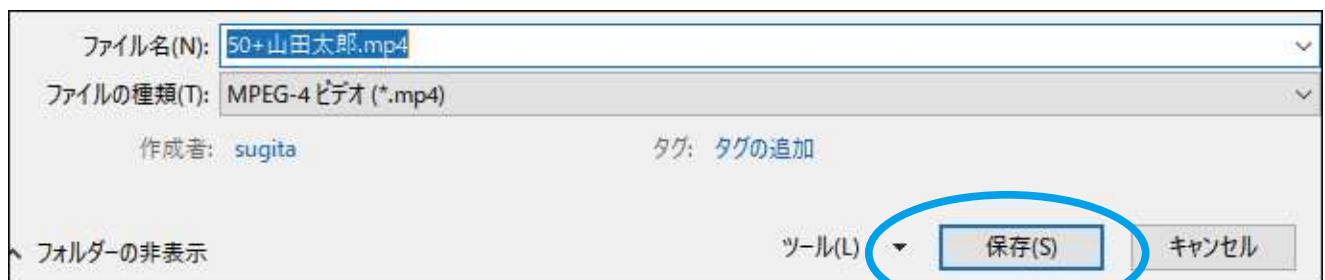 ファイル名(N): 50+山田太郎.mp4
ファイルの種類(T): MPEG-4 ビデオ (*.mp4)
作成者: sugita タグ: タグの追加
フォルダーの非表示 ツール(L) 保存(S) キャンセル